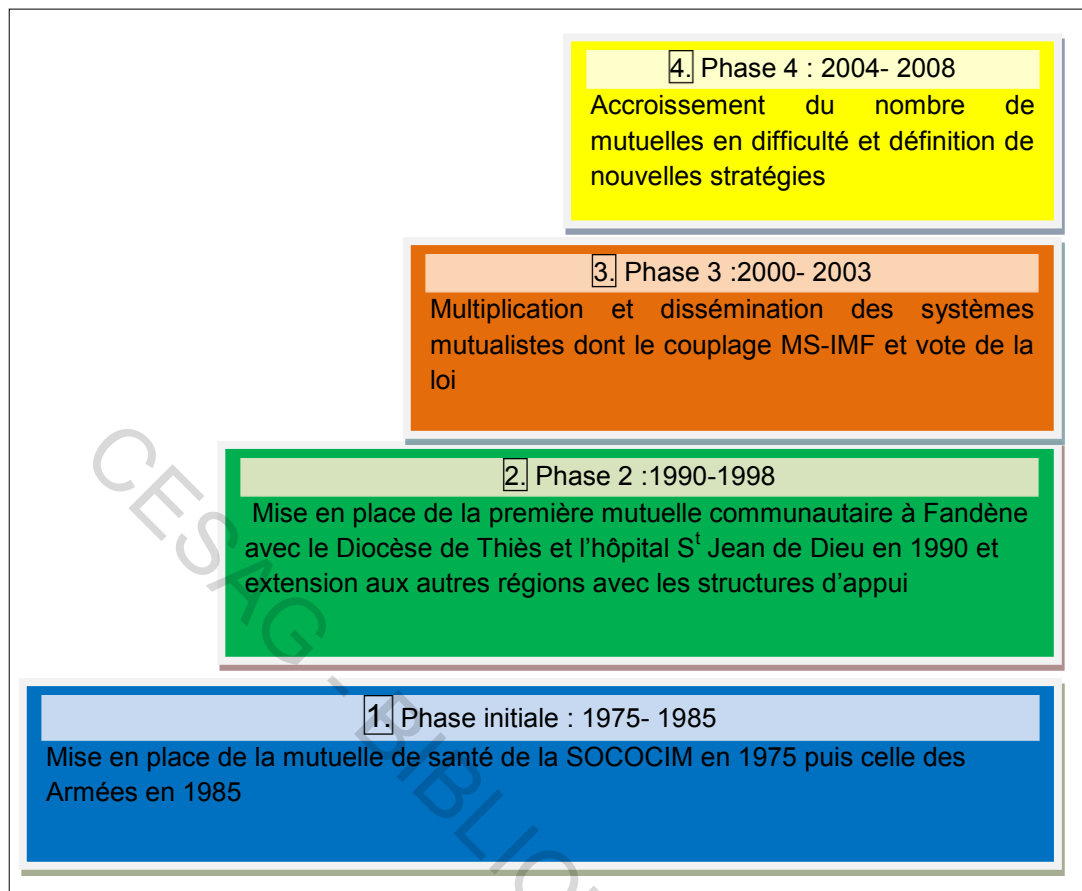 4. Phase 4 : 2004- 2008
Accroissement du nombre de
mutuelles en difficulté et définition de
nouvelles stratégies
3. Phase 3 :2000- 2003
Multiplication et dissémination des systèmes
mutualistes dont le couplage MS-IMF et vote de la
loi
2. Phase 2 :1990-1998
Mise en place de la première mutuelle communautaire à Fandène
avec le Diocèse de Thiès et l’hôpital Sᵗ Jean de Dieu en 1990 et
extension aux autres régions avec les structures d’appui
1. Phase initiale : 1975- 1985
Mise en place de la mutuelle de santé de la SOCOCIM en 1975 puis celle des
Armées en 1985
CESAG - BIBLIO